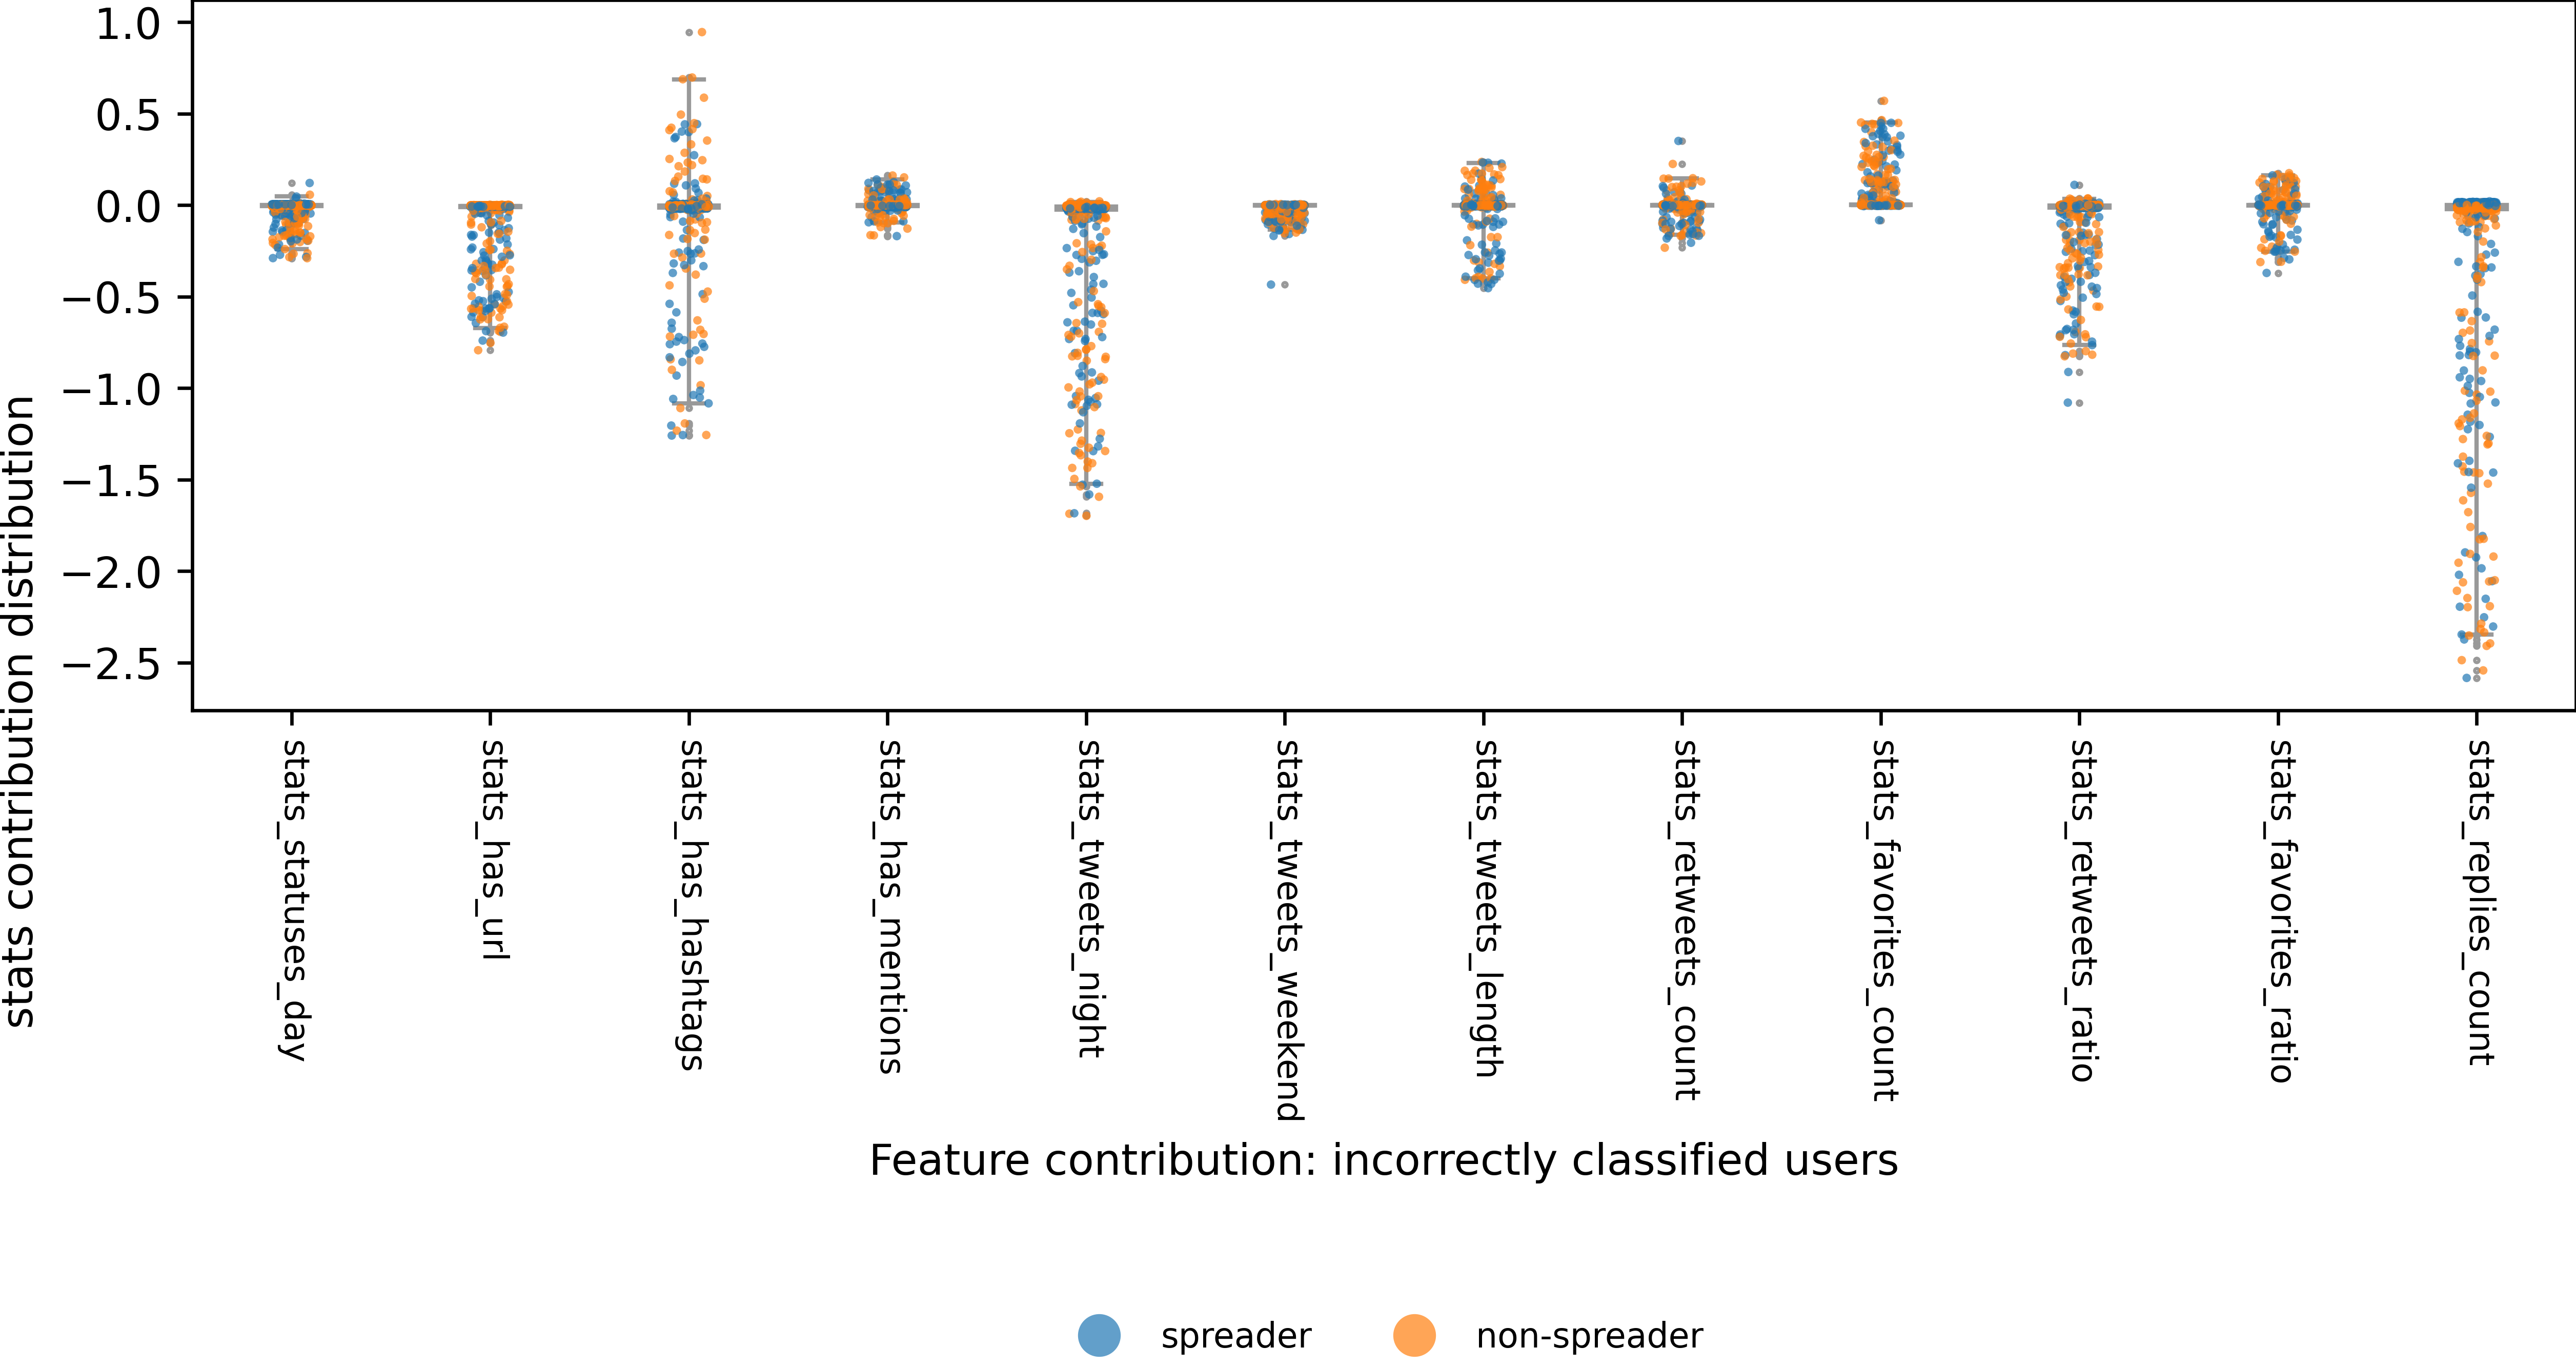 1.0
0.5
0.0
−0.5
−1.0
−1.5
−2.0
−2.5
stats contribution distribution
stats_statuses_day
stats_has_url
stats_has_hashtags
stats_has_mentions
stats_tweets_night
stats_tweets_weekend
stats_tweets_length
stats_retweets_count
stats_favorites_count
stats_retweets_ratio
stats_favorites_ratio
stats_replies_count
Feature contribution: incorrectly classified users
spreader
non-spreader